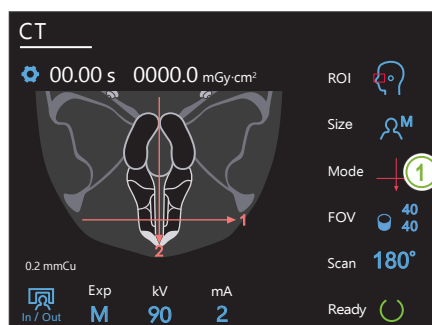 CT
00.00 s 0000.0 mGy·cm²
ROI
Size M
Mode 1
FOV 40
40
Scan 180°
Ready
1
2
0.2 mmCu
In / Out
Exp kV mA
M 90 2